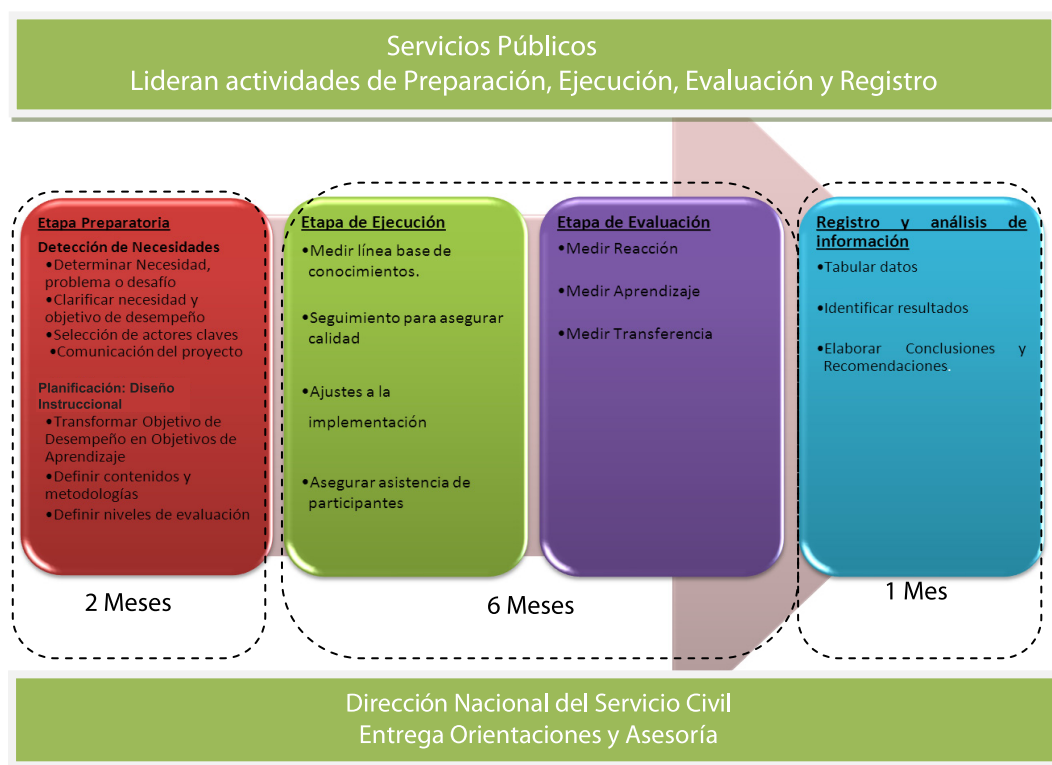 Servicios Públicos
Lideran actividades de Preparación, Ejecución, Evaluación y Registro
Etapa Preparatoria
Detección de Necesidades
•Determinar Necesidad,
problema o desafío
•Clarificar necesidad y
objetivo de desempeño
•Selección de actores claves
•Comunicación del proyecto
Planificación: Diseño
Instruccional
•Transformar Objetivo de
Desempeño en Objetivos de
Aprendizaje
•Definir contenidos y
metodologías
•Definir niveles de evaluación
2 Meses
Etapa de Ejecución
•Medir línea base de
conocimientos.
•Seguimiento para asegurar
calidad
•Ajustes a la
implementación
•Asegurar asistencia de
participantes
Etapa de Evaluación
•Medir Reacción
•Medir Aprendizaje
•Medir Transferencia
6 Meses
Registro y análisis de
información
•Tabular datos
•Identificar resultados
•Elaborar Conclusiones y
Recomendaciones.
1 Mes
Dirección Nacional del Servicio Civil
Entrega Orientaciones y Asesoría